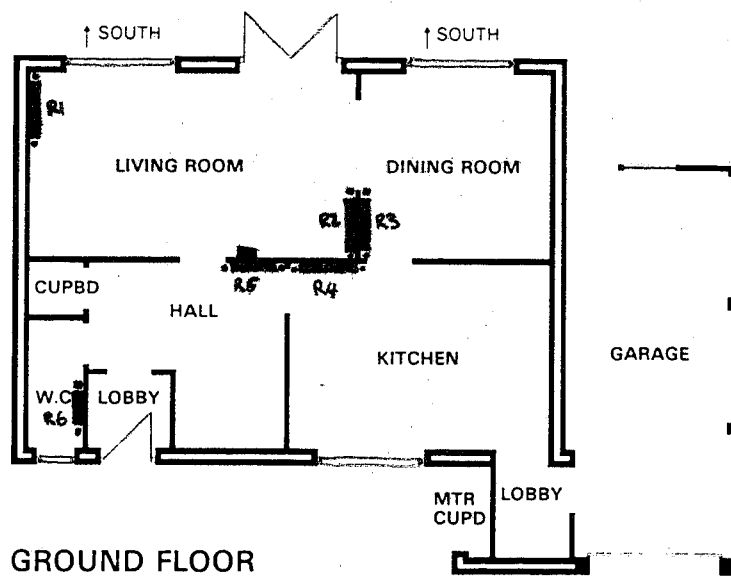 SOUTH
SOUTH
R1
LIVING ROOM
DINING ROOM
R2
R3
CUPBD
R5
R4
HALL
KITCHEN
GARAGE
W.C
LOBBY
R6
MTR
CUPD
LOBBY
GROUND FLOOR